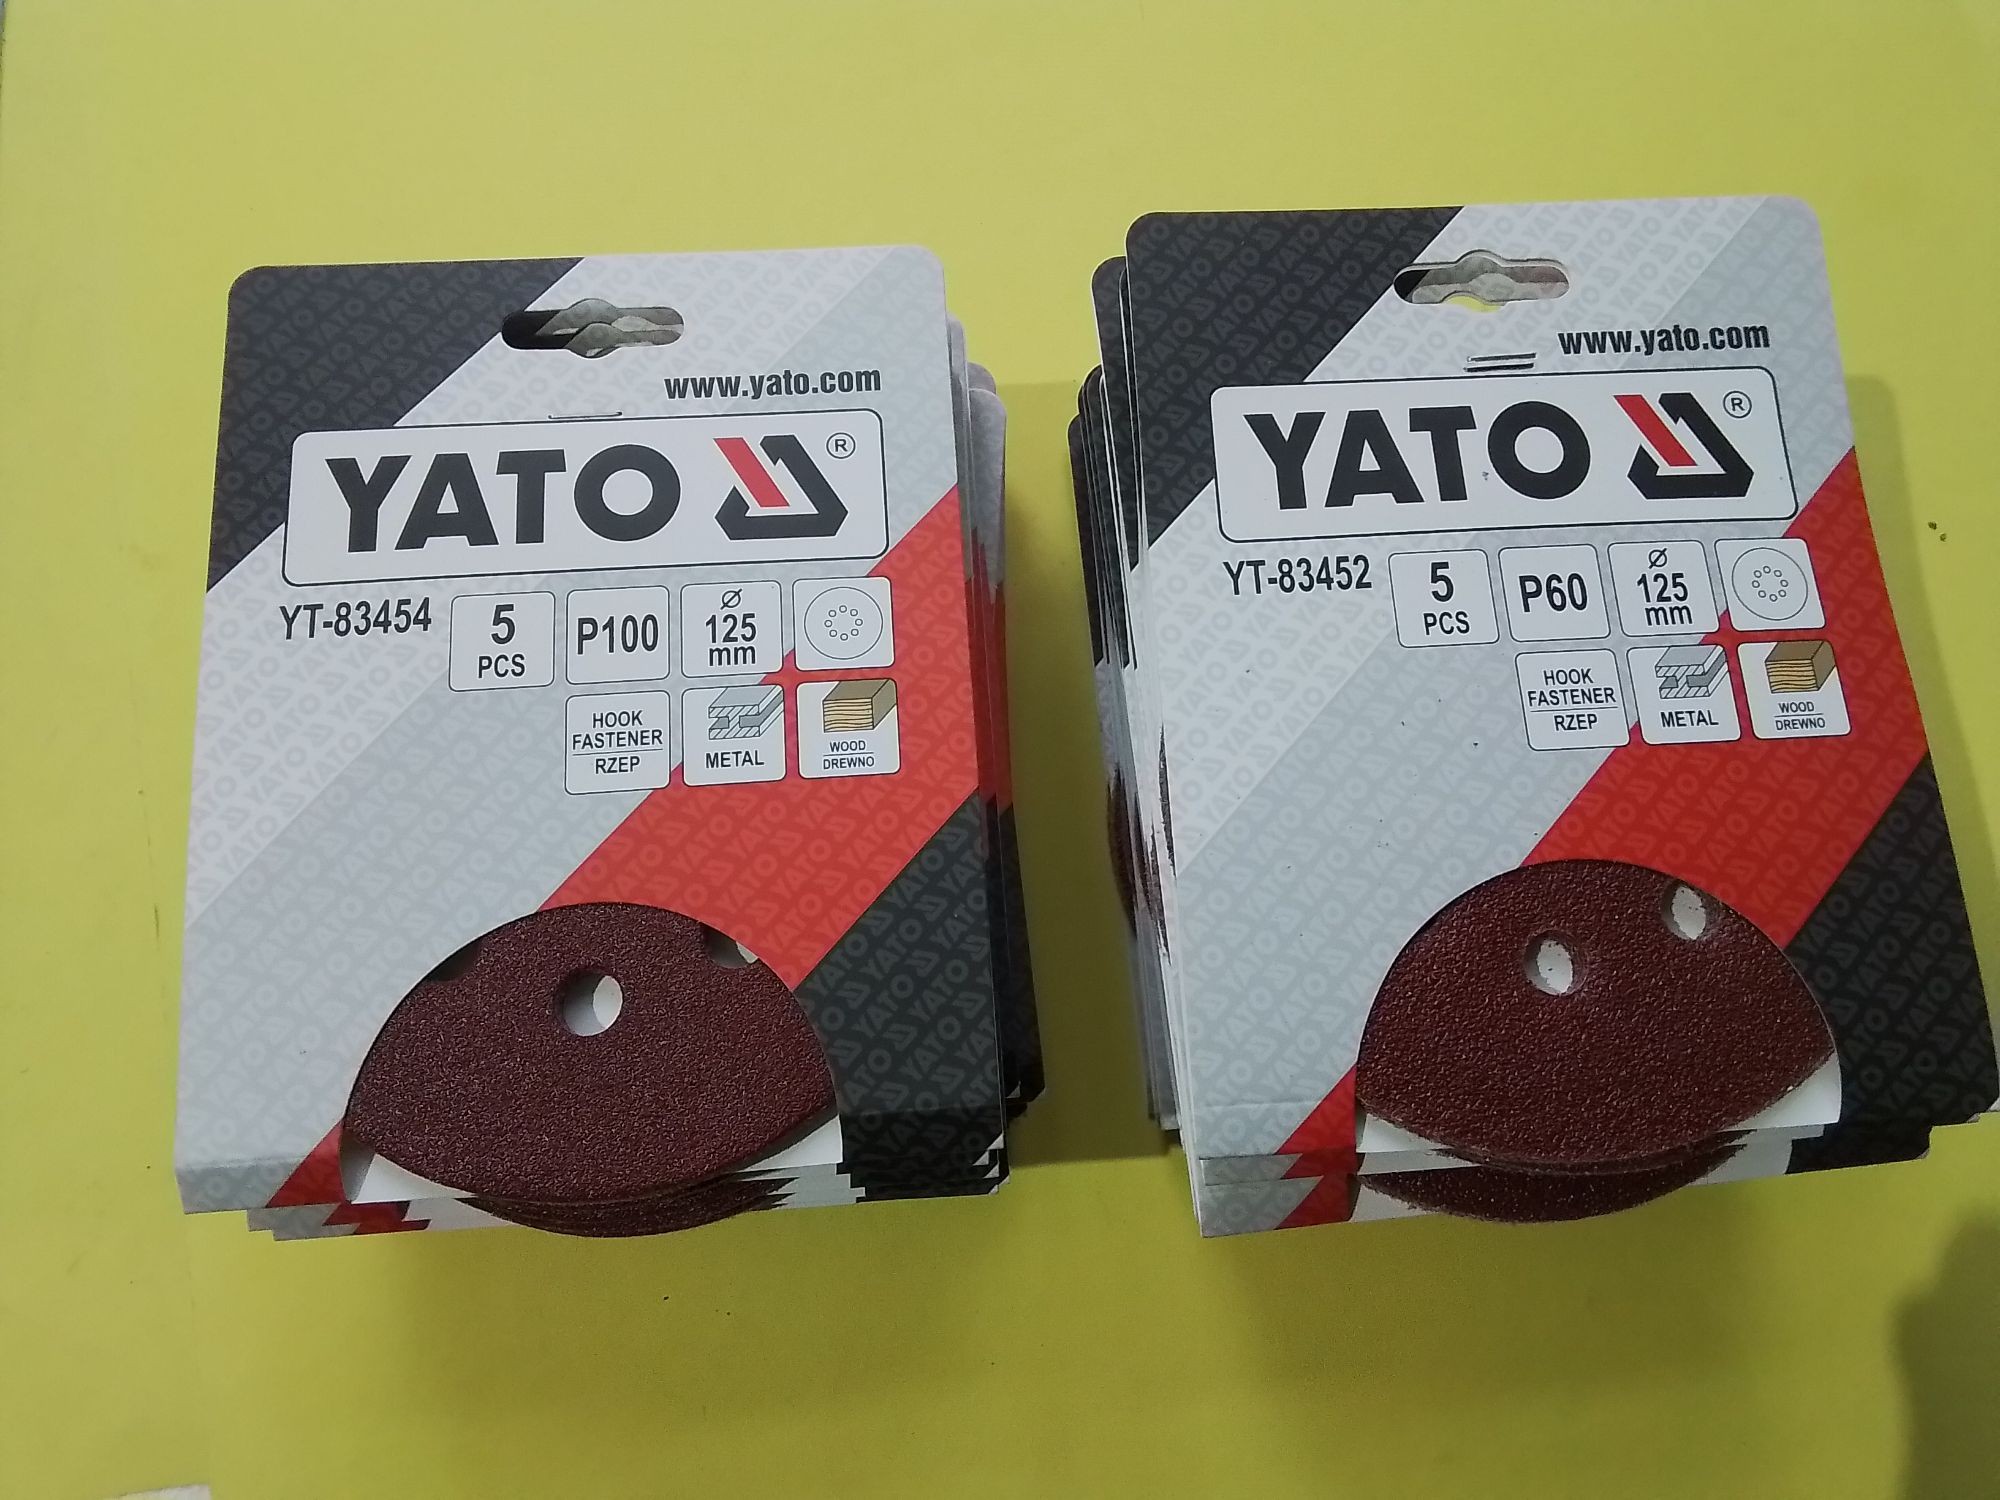 www.yato.com
YATO ®
YT-83454
5
PCS
P100
Ø
125
mm
HOOK
FASTENER
RZEP
METAL
WOOD
DREWNO
www.yato.com
YATO ®
YT-83452
5
PCS
P60
Ø
125
mm
HOOK
FASTENER
RZEP
METAL
WOOD
DREWNO